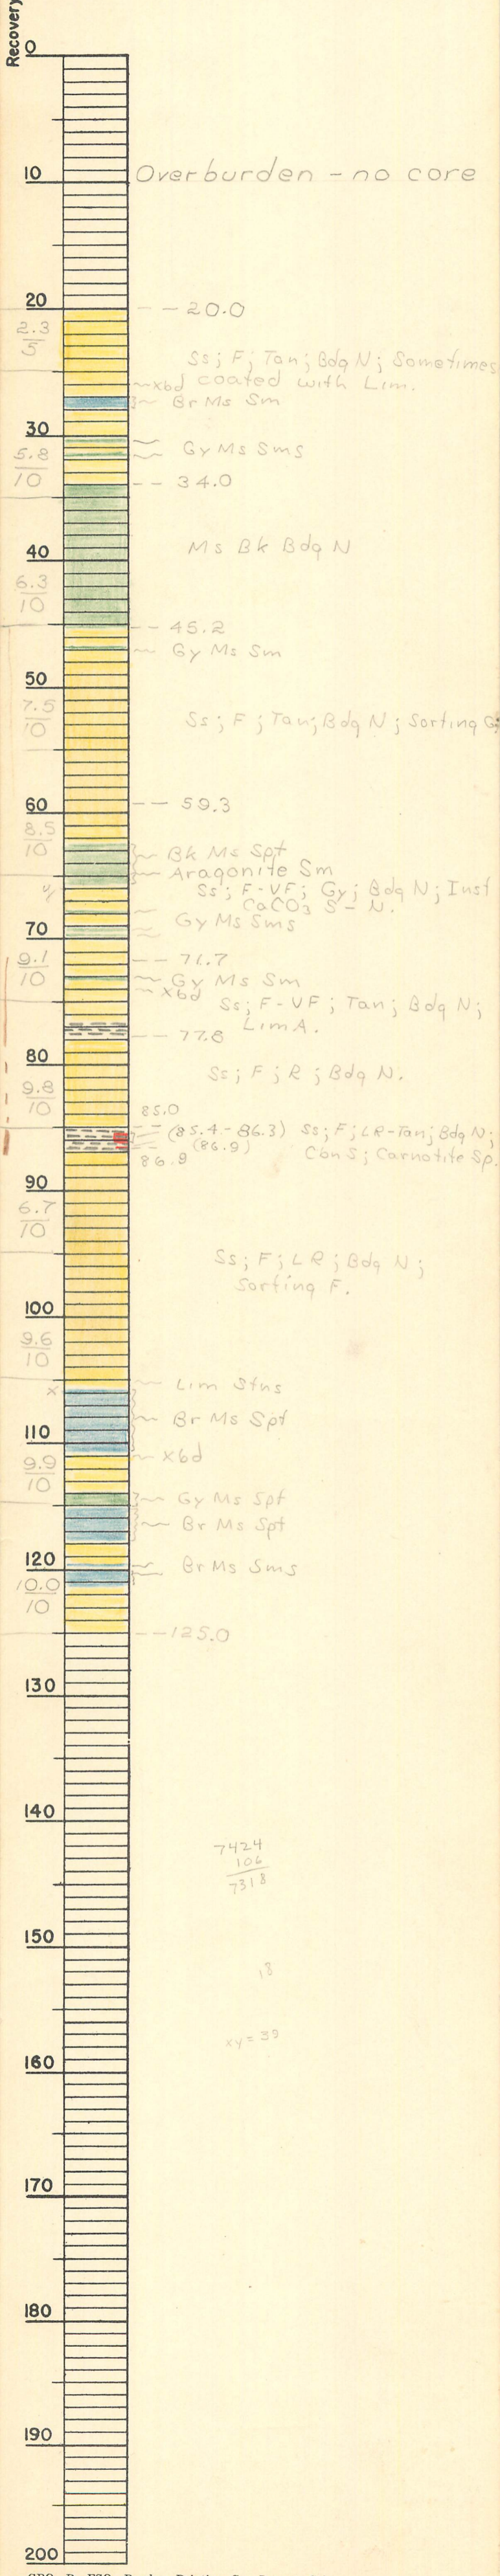 Recovery
0
10 Overburden - no core
20 -- 20.0
2.3
5
Ss; F; Tan; Bdg N; Sometimes
xbd coated with Lim.
Br Ms Sm
30
Gy Ms Sms
5.8
10
-- 34.0
40
Ms Bk Bdg N
6.3
10
-- 45.2
Gy Ms Sm
50
7.5
10
Ss; F; Tan; Bdg N; Sorting G;
60 -- 59.3
8.5
10
Bk Ms Spt
Aragonite Sm
Ss; F-VF; Gy; Bdg N; Inst
CaCO3 S-N.
70
Gy Ms Sms
-- 71.7
9.1
10
Gy Ms Sm
xbd
Ss; F-VF; Tan; Bdg N;
Lim A.
-- 77.8
80
Ss; F; R; Bdg N.
9.8
10
85.0
(85.4-86.3) Ss; F; LR-Tan; Bdg N;
(86.9) Cbn S; Carnotite Sp.
86.9
90
6.7
10
Ss; F; LR; Bdg N;
Sorting F.
100
9.6
10
x
Lim Stns
Br Ms Spt
110
xbd
9.9
10
Gy Ms Spt
Br Ms Spt
120
Br Ms Sms
10.0
10
--125.0
130
140
7424
106
7318
150
18
xy = 39
160
170
180
190
200